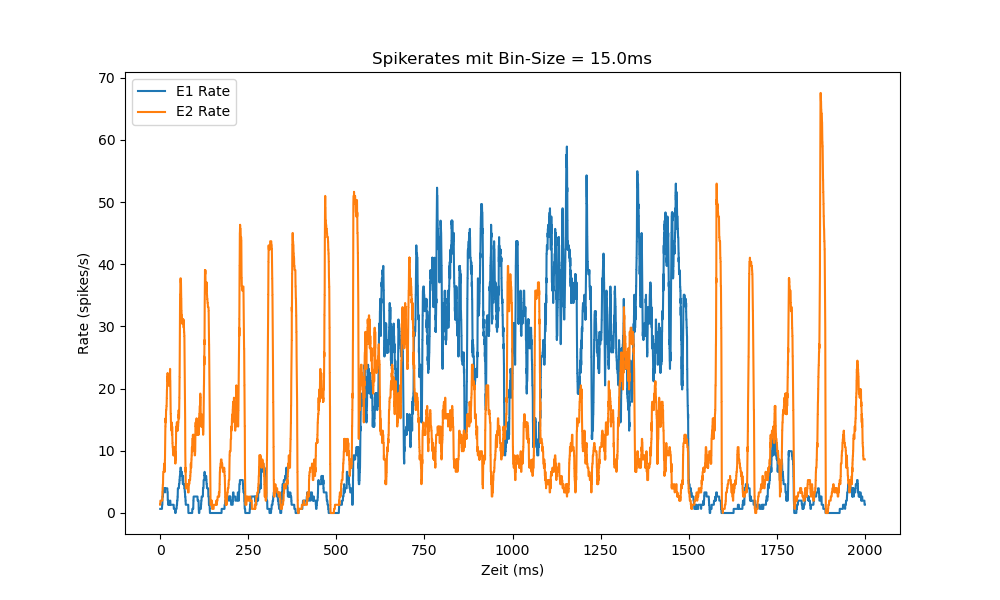 Spikerates mit Bin-Size = 15.0ms
E1 Rate
E2 Rate
Rate (spikes/s)
70
60
50
40
30
20
10
0
0 250 500 750 1000 1250 1500 1750 2000
Zeit (ms)